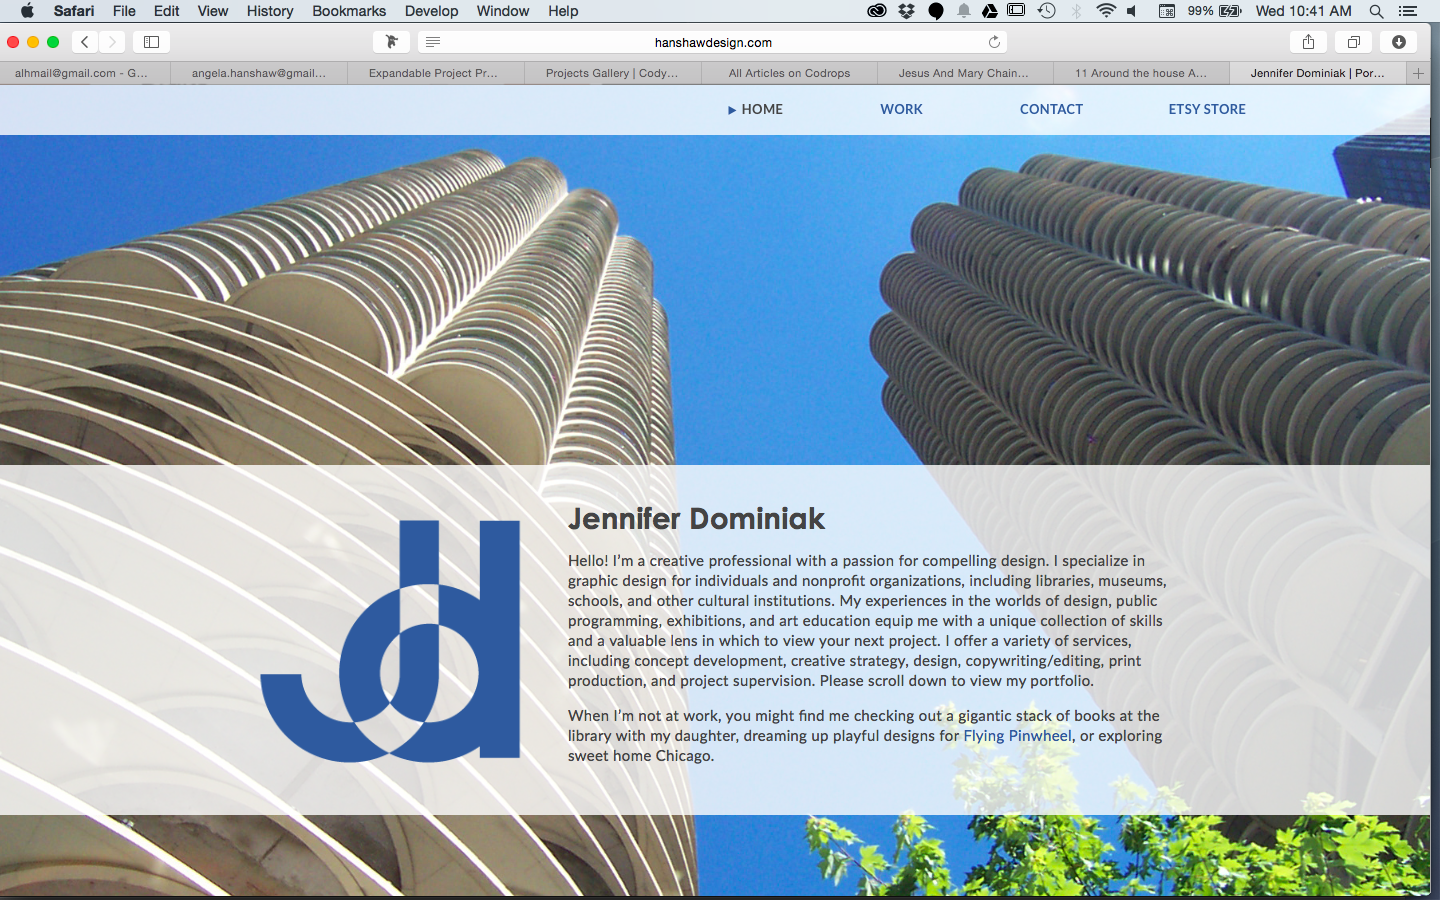 Safari File Edit View History Bookmarks Develop Window Help 99% Wed 10:41 AM
hanshawdesign.com
alhmail@gmail.com - G... angela.hanshaw@gmail... Expandable Project Pr... Projects Gallery | Cody... All Articles on Codrops Jesus And Mary Chain... 11 Around the house A... Jennifer Dominiak | Por...
HOME WORK CONTACT ETSY STORE
Jennifer Dominiak
Hello! I'm a creative professional with a passion for compelling design. I specialize in
graphic design for individuals and nonprofit organizations, including libraries, museums,
schools, and other cultural institutions. My experiences in the worlds of design, public
programming, exhibitions, and art education equip me with a unique collection of skills
and a valuable lens in which to view your next project. I offer a variety of services,
including concept development, creative strategy, design, copywriting/editing, print
production, and project supervision. Please scroll down to view my portfolio.
When I'm not at work, you might find me checking out a gigantic stack of books at the
library with my daughter, dreaming up playful designs for Flying Pinwheel, or exploring
sweet home Chicago.
jd